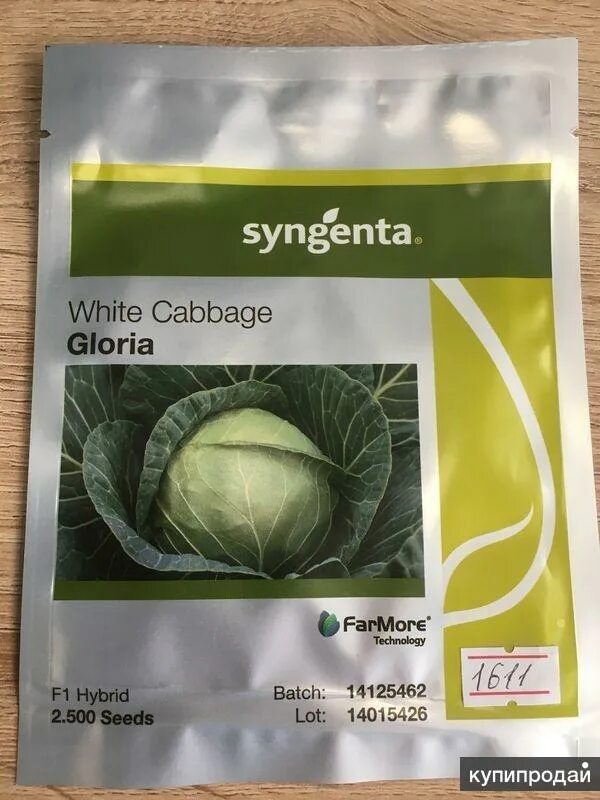 syngenta®
White Cabbage
Gloria
FarMore®
Technology
1611
F1 Hybrid
2.500 Seeds
Batch: 14125462
Lot: 14015426
купипродай